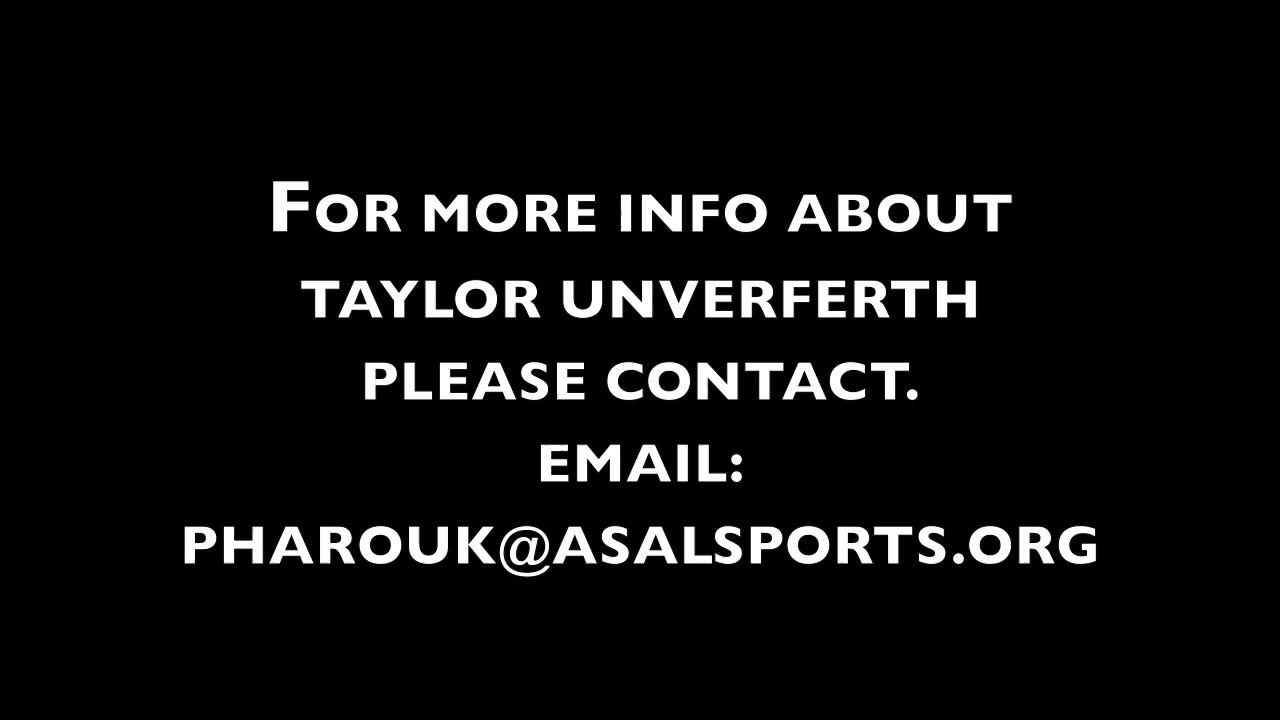 FOR MORE INFO ABOUT
TAYLOR UNVERFERTH
PLEASE CONTACT.
EMAIL:
PHAROUK@ASALSPORTS.ORG